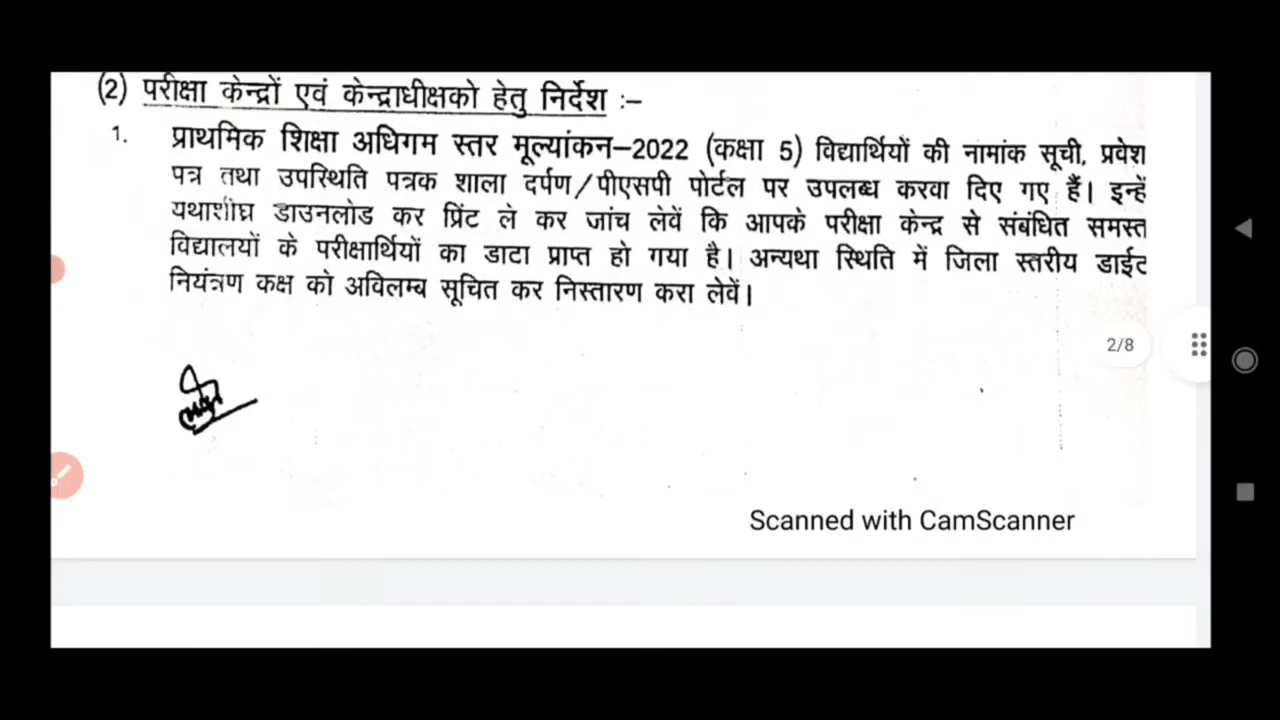 (2) परीक्षा केन्द्रों एवं केन्द्राधीक्षको हेतु निर्देश :–
1. प्राथमिक शिक्षा अधिगम स्तर मूल्यांकन–2022 (कक्षा 5) विद्यार्थियों की नामांक सूची, प्रवेश
पत्र तथा उपस्थिति पत्रक शाला दर्पण/पीएसपी पोर्टल पर उपलब्ध करवा दिए गए हैं। इन्हें
यथाशीघ्र डाउनलोड कर प्रिंट ले कर जांच लेवें कि आपके परीक्षा केन्द्र से संबंधित समस्त
विद्यालयों के परीक्षार्थियों का डाटा प्राप्त हो गया है। अन्यथा स्थिति में जिला स्तरीय डाईट
नियंत्रण कक्ष को अविलम्ब सूचित कर निस्तारण करा लेवें।
2/8
Scanned with CamScanner